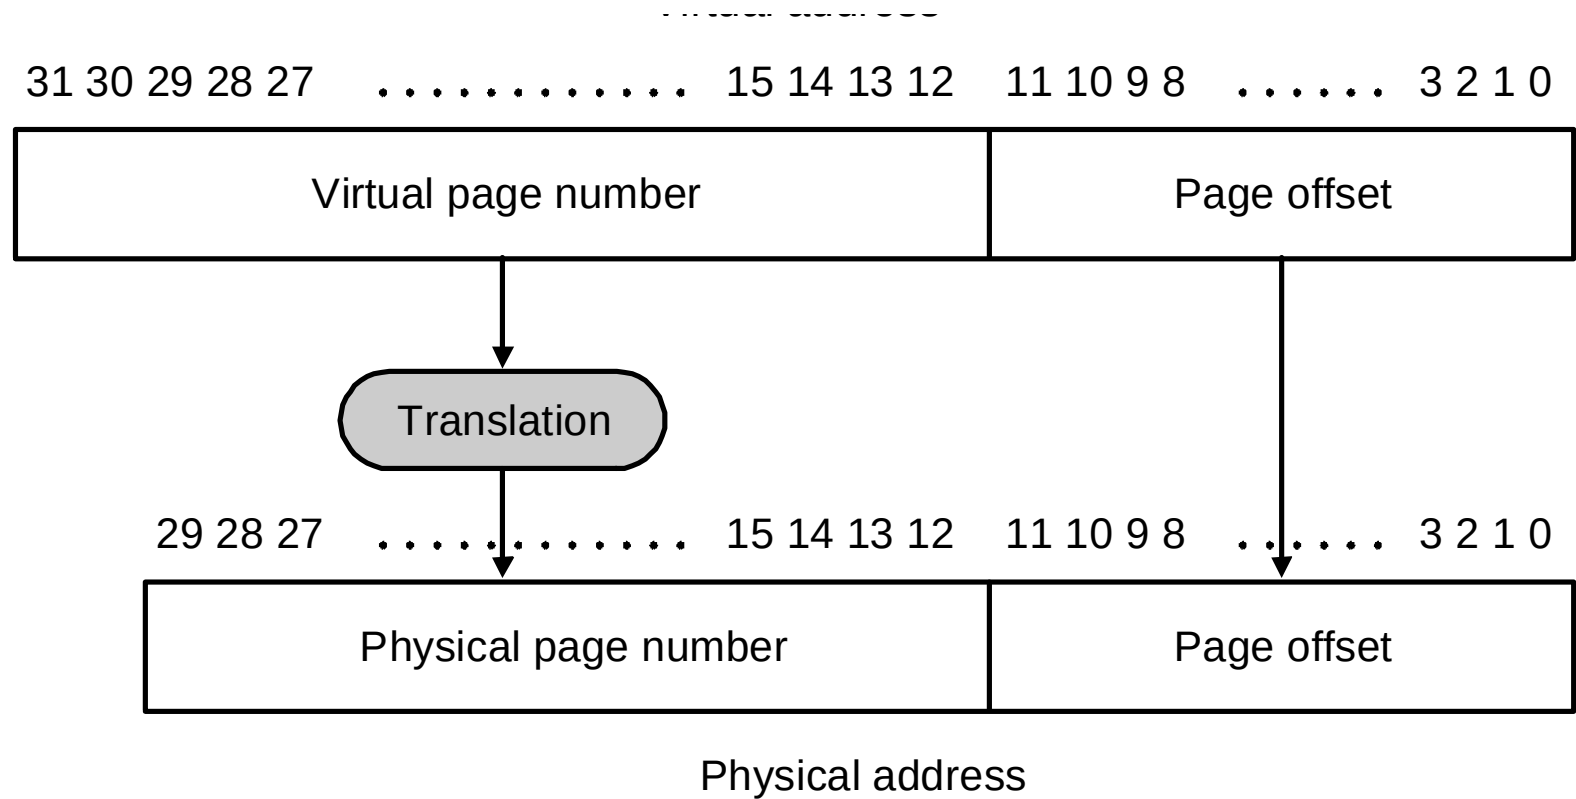 31 30 29 28 27 ............ 15 14 13 12 11 10 9 8 ...... 3 2 1 0
Virtual page number Page offset
Translation
29 28 27 ............ 15 14 13 12 11 10 9 8 ...... 3 2 1 0
Physical page number Page offset
Physical address